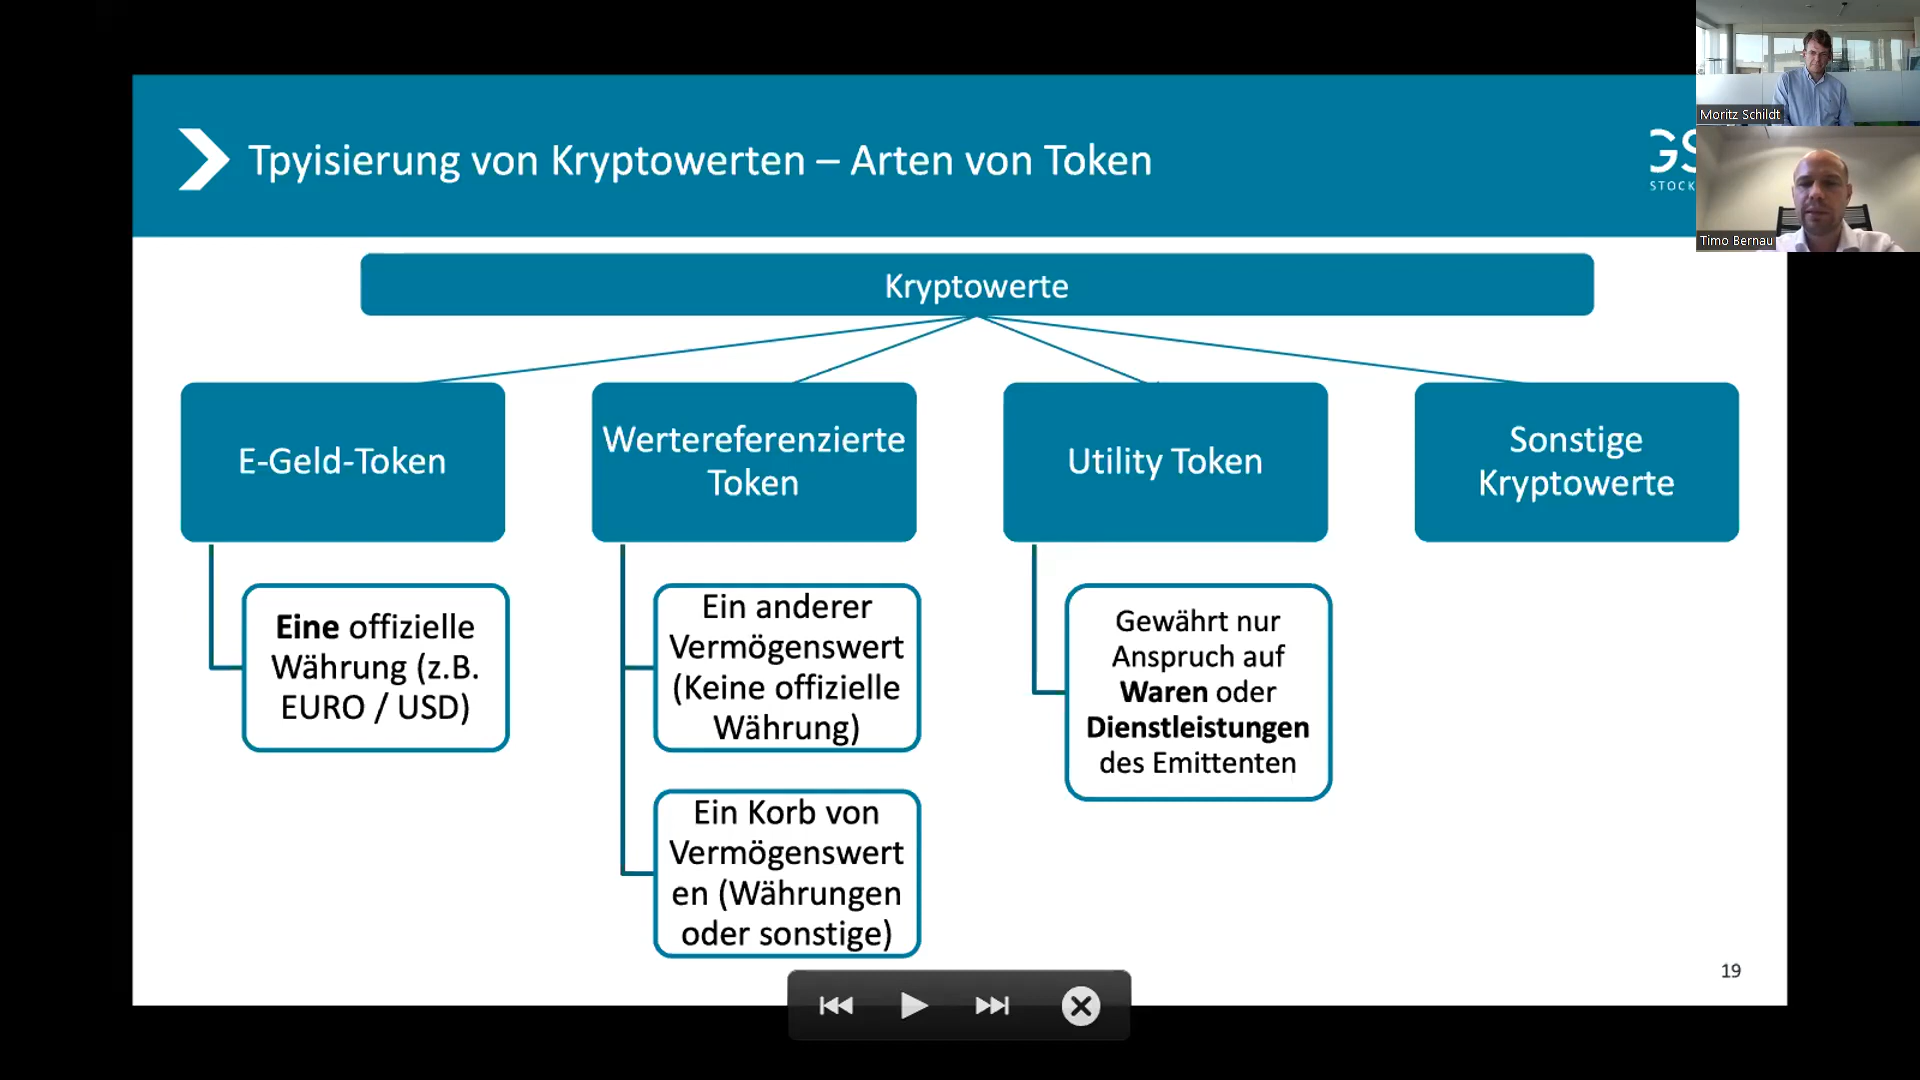 Tpyisierung von Kryptowerten – Arten von Token
GS
STOCK
Moritz Schildt
Timo Bernau
Kryptowerte
E-Geld-Token
Eine offizielle
Währung (z.B.
EURO / USD)
Wertereferenzierte
Token
Ein anderer
Vermögenswert
(Keine offizielle
Währung)
Ein Korb von
Vermögenswert
en (Währungen
oder sonstige)
Utility Token
Gewährt nur
Anspruch auf
Waren oder
Dienstleistungen
des Emittenten
Sonstige
Kryptowerte
19